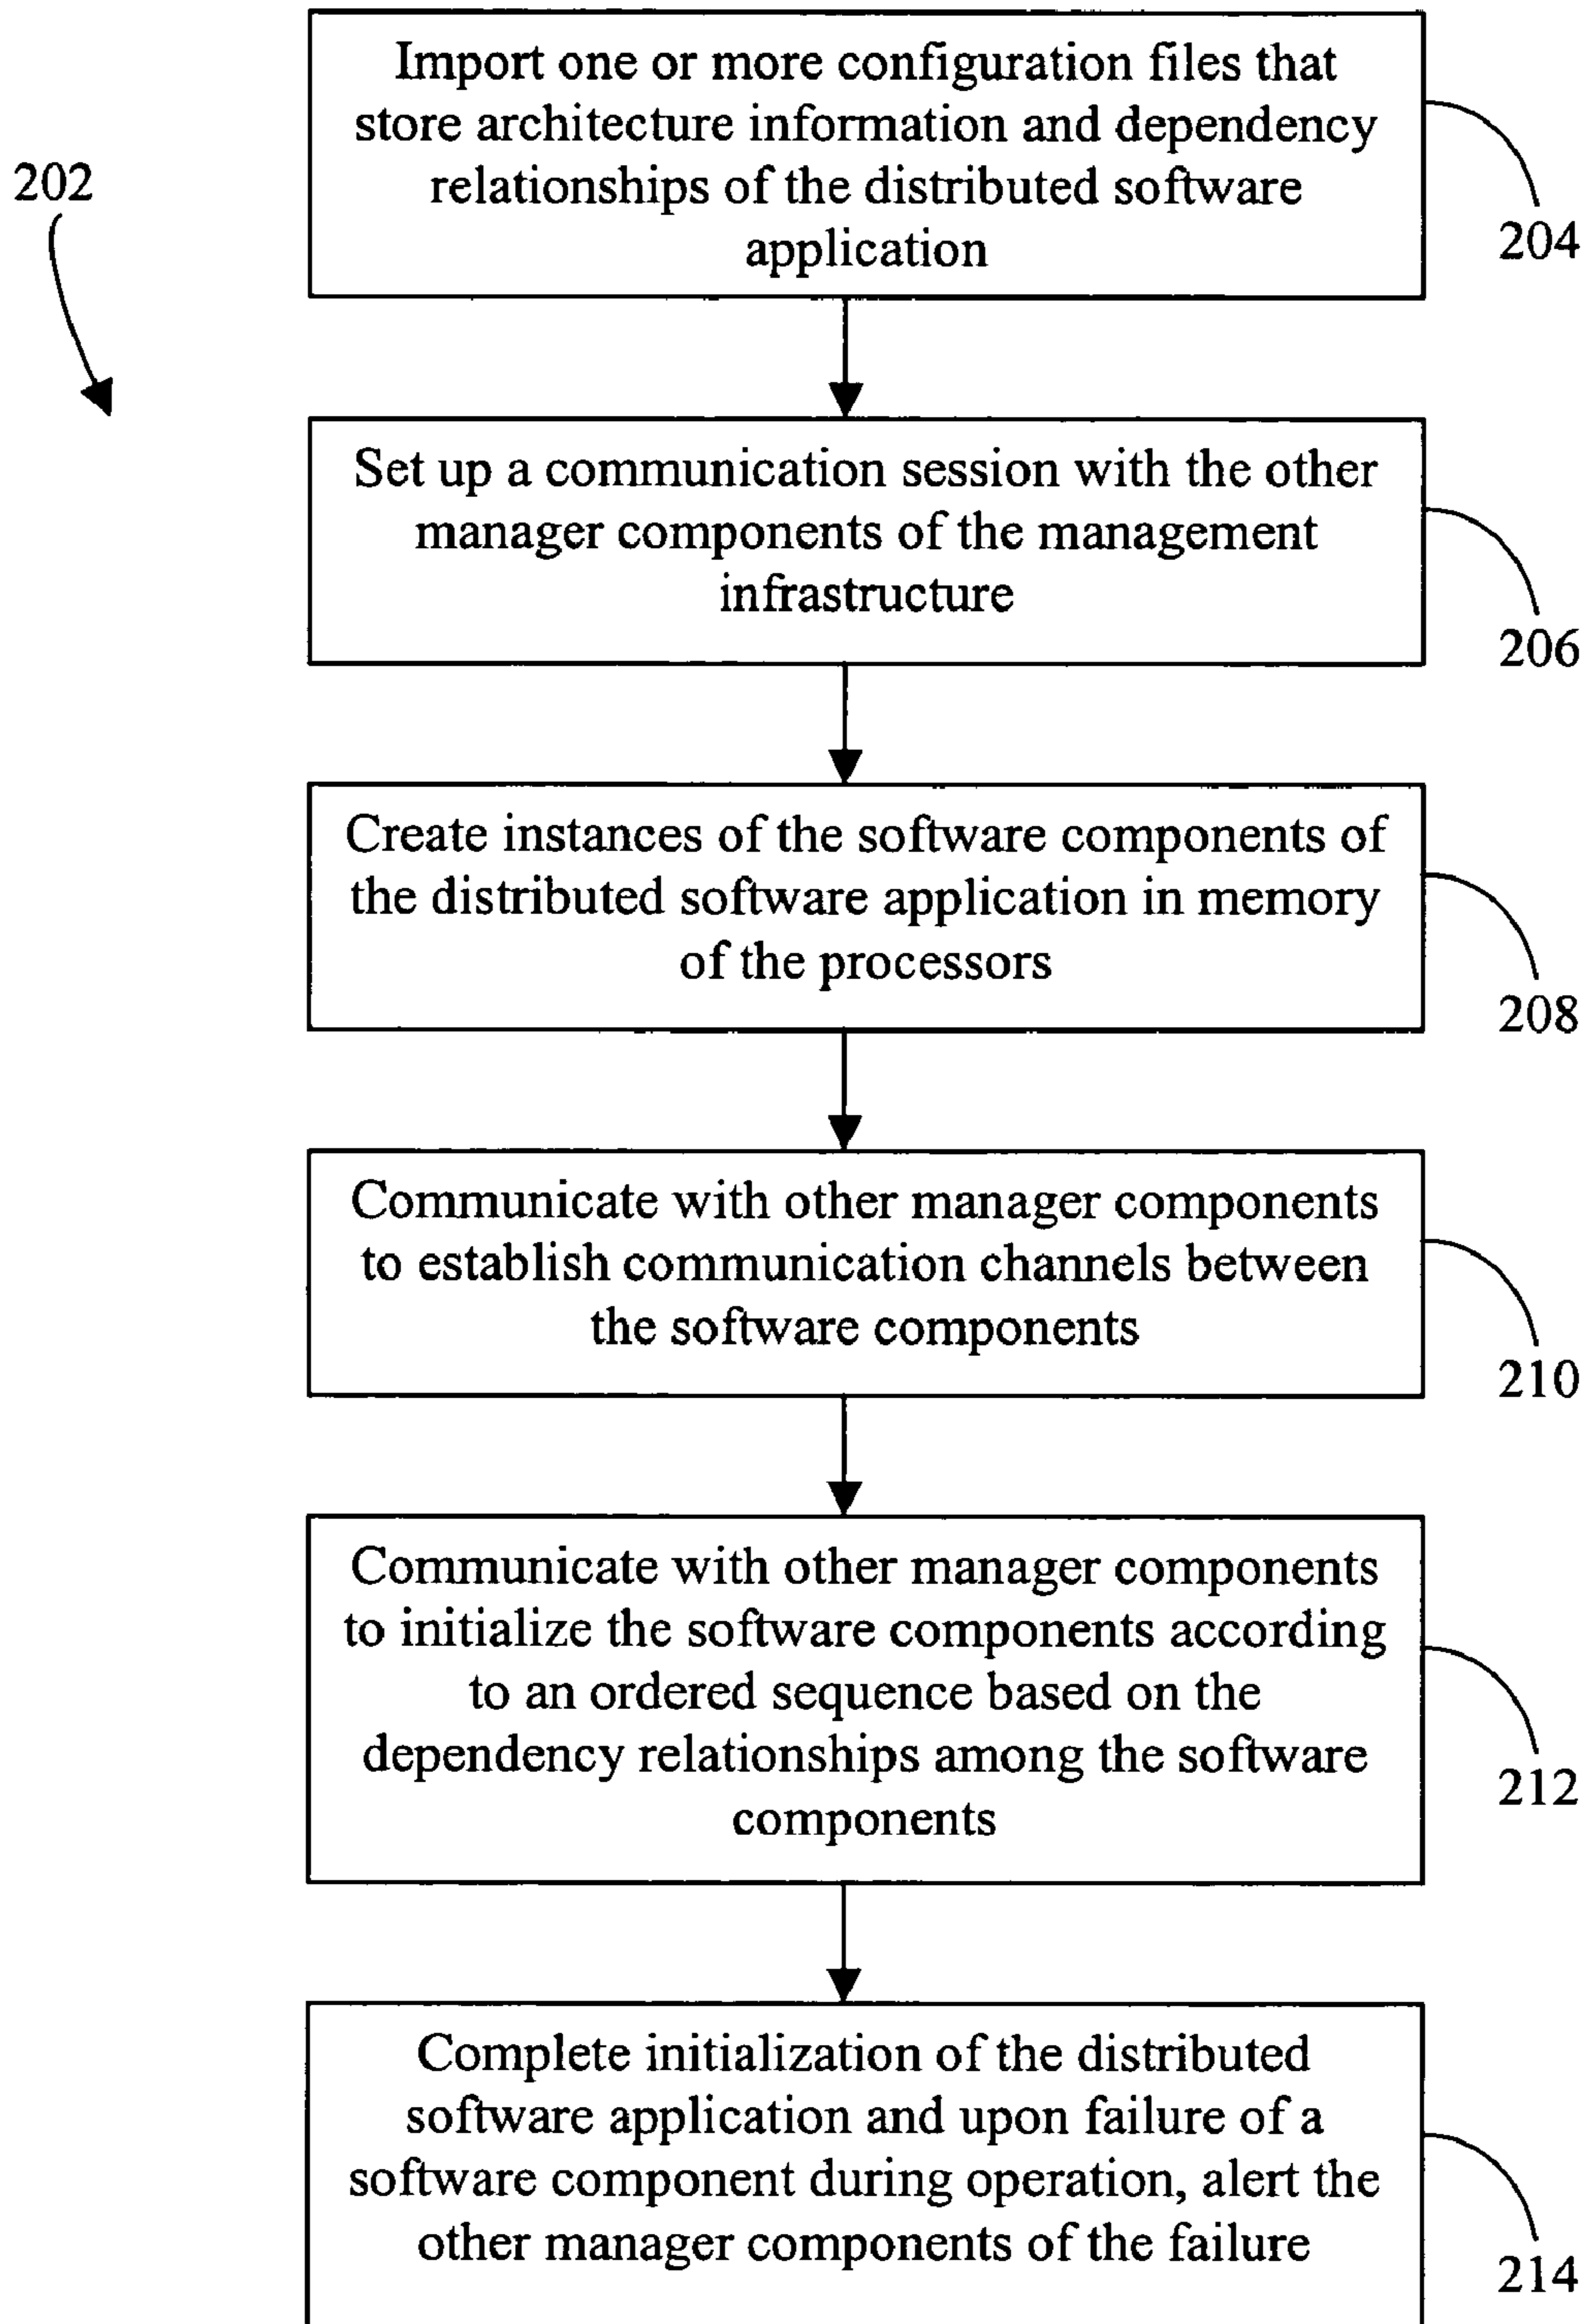 Import one or more configuration files that
store architecture information and dependency
relationships of the distributed software
application
202
204
Set up a communication session with the other
manager components of the management
infrastructure
206
Create instances of the software components of
the distributed software application in memory
of the processors
208
Communicate with other manager components
to establish communication channels between
the software components
210
Communicate with other manager components
to initialize the software components according
to an ordered sequence based on the
dependency relationships among the software
components
212
Complete initialization of the distributed
software application and upon failure of a
software component during operation, alert the
other manager components of the failure
214